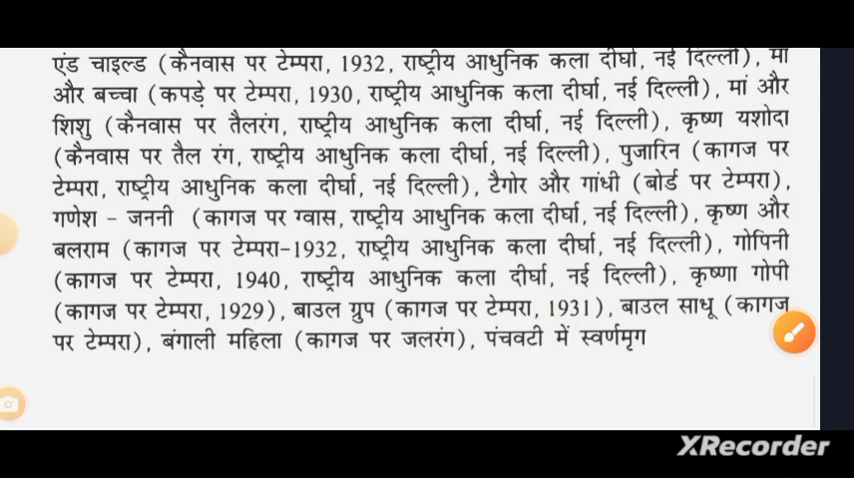 एंड चाइल्ड (कैनवास पर टेम्परा, 1932, राष्ट्रीय आधुनिक कला दीर्घा, नई दिल्ली), मां
और बच्चा (कपड़े पर टेम्परा, 1930, राष्ट्रीय आधुनिक कला दीर्घा, नई दिल्ली), मां और
शिशु (कैनवास पर तैलरंग, राष्ट्रीय आधुनिक कला दीर्घा, नई दिल्ली), कृष्ण यशोदा
(कैनवास पर तैल रंग, राष्ट्रीय आधुनिक कला दीर्घा, नई दिल्ली), पुजारिन (कागज पर
टेम्परा, राष्ट्रीय आधुनिक कला दीर्घा, नई दिल्ली), टैगोर और गांधी (बोर्ड पर टेम्परा),
गणेश - जननी (कागज पर ग्वास, राष्ट्रीय आधुनिक कला दीर्घा, नई दिल्ली), कृष्ण और
बलराम (कागज पर टेम्परा-1932, राष्ट्रीय आधुनिक कला दीर्घा, नई दिल्ली), गोपिनी
(कागज पर टेम्परा, 1940, राष्ट्रीय आधुनिक कला दीर्घा, नई दिल्ली), कृष्णा गोपी
(कागज पर टेम्परा, 1929), बाउल ग्रुप (कागज पर टेम्परा, 1931), बाउल साधू (कागज
पर टेम्परा), बंगाली महिला (कागज पर जलरंग), पंचवटी में स्वर्णमृग
XRecorder